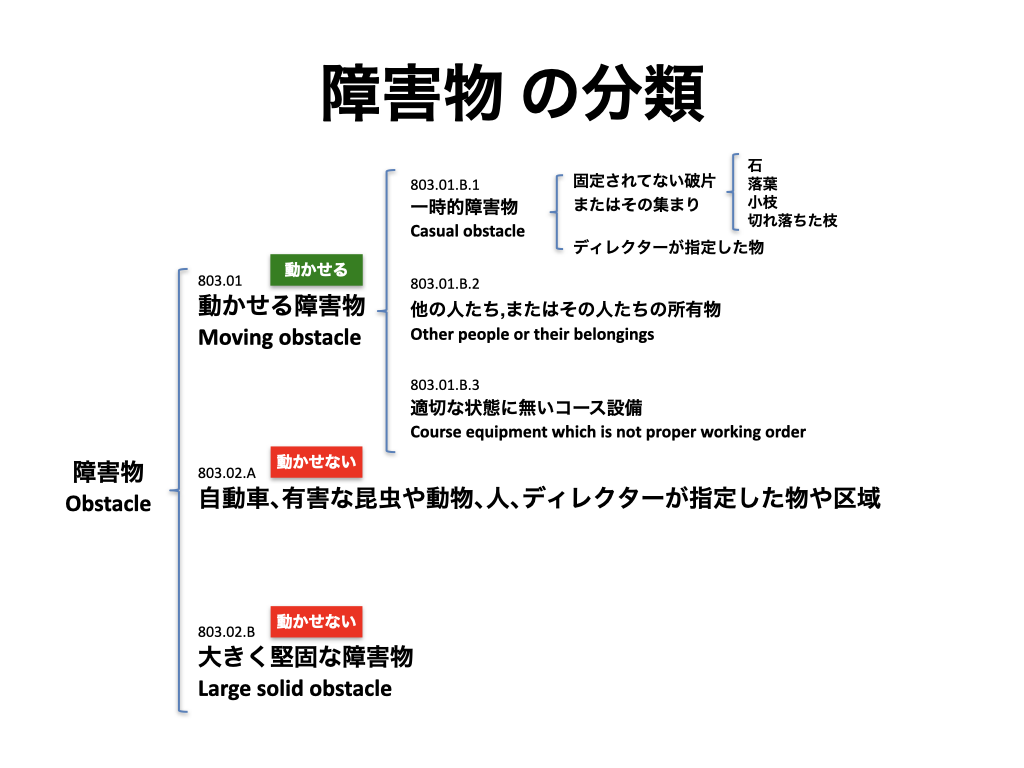 障害物 の分類
803.01.B.1
一時的障害物
Casual obstacle
固定されてない破片
またはその集まり
石
落葉
小枝
切れ落ちた枝
ディレクターが指定した物
803.01
動かせる
動かせる障害物
Moving obstacle
803.01.B.2
他の人たち,またはその人たちの所有物
Other people or their belongings
803.01.B.3
適切な状態に無いコース設備
Course equipment which is not proper working order
障害物
Obstacle
803.02.A
動かせない
自動車、有害な昆虫や動物、人、ディレクターが指定した物や区域
803.02.B
動かせない
大きく堅固な障害物
Large solid obstacle